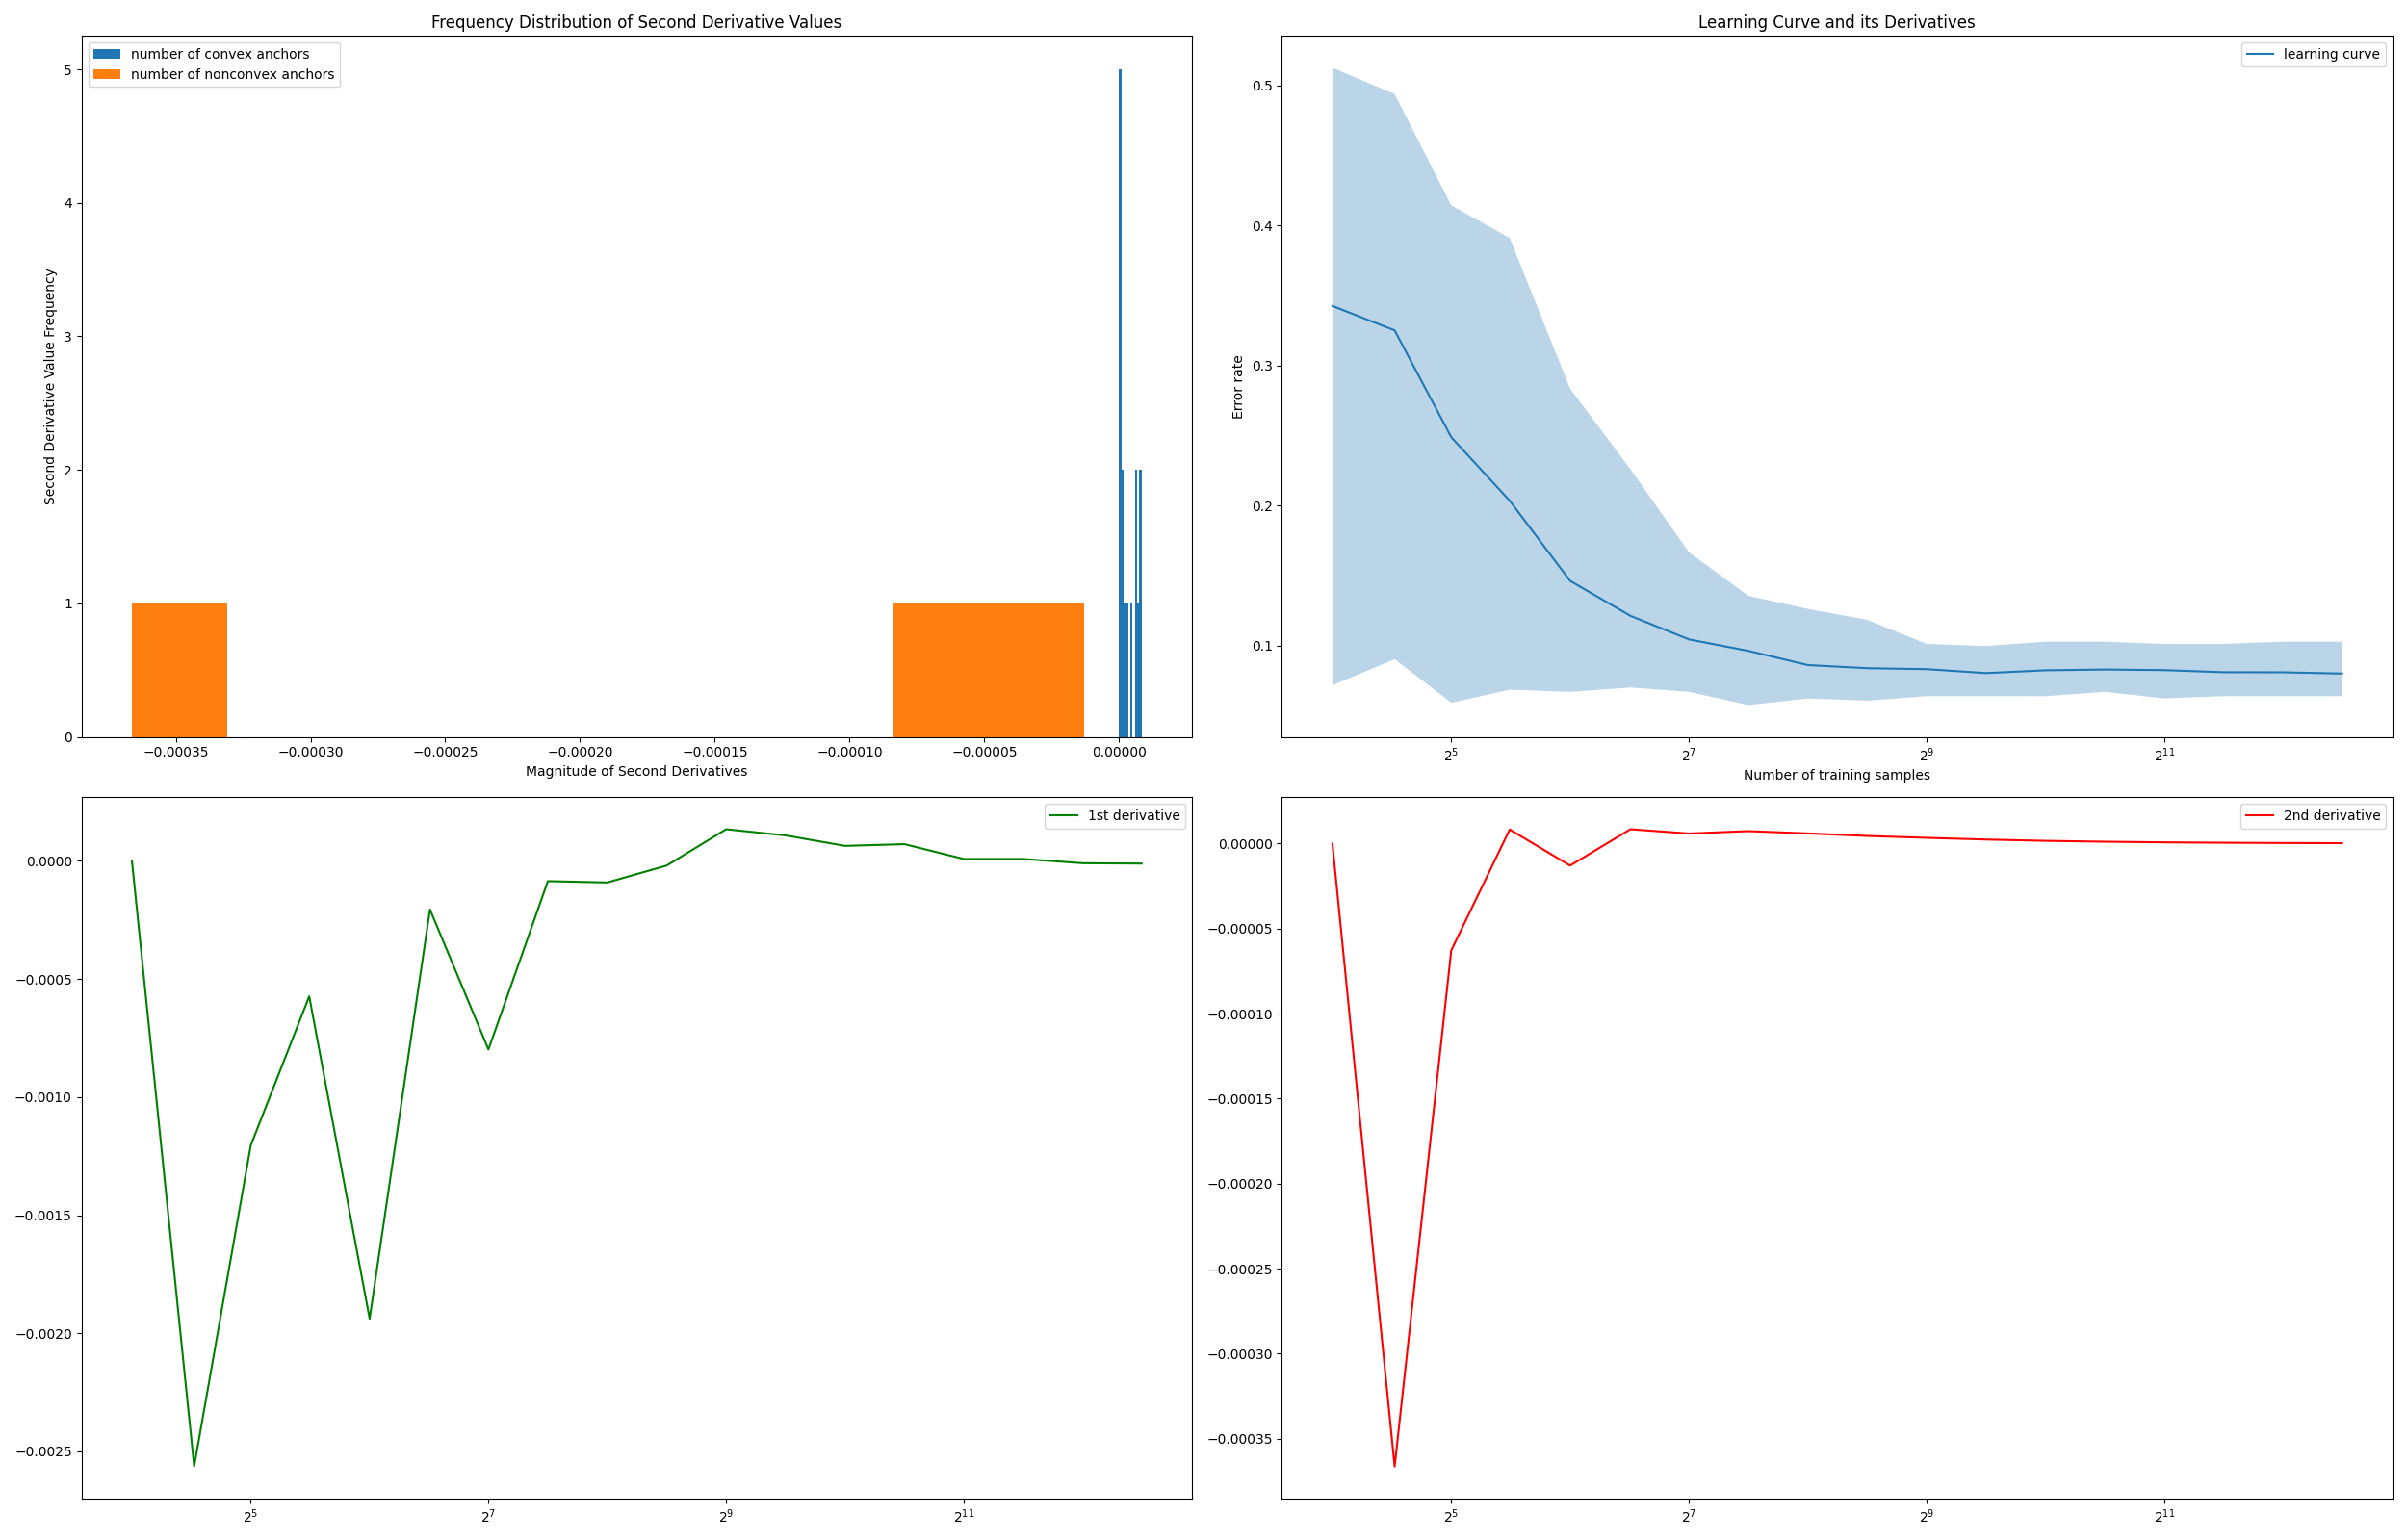 Frequency Distribution of Second Derivative Values
number of convex anchors
number of nonconvex anchors
Second Derivative Value Frequency
5
4
3
2
1
0
−0.00035 −0.00030 −0.00025 −0.00020 −0.00015 −0.00010 −0.00005 0.00000
Magnitude of Second Derivatives
Learning Curve and its Derivatives
learning curve
Error rate
0.5
0.4
0.3
0.2
0.1
2⁵ 2⁷ 2⁹ 2¹¹
Number of training samples
1st derivative
0.0000
−0.0005
−0.0010
−0.0015
−0.0020
−0.0025
2⁵ 2⁷ 2⁹ 2¹¹
2nd derivative
0.00000
−0.00005
−0.00010
−0.00015
−0.00020
−0.00025
−0.00030
−0.00035
2⁵ 2⁷ 2⁹ 2¹¹